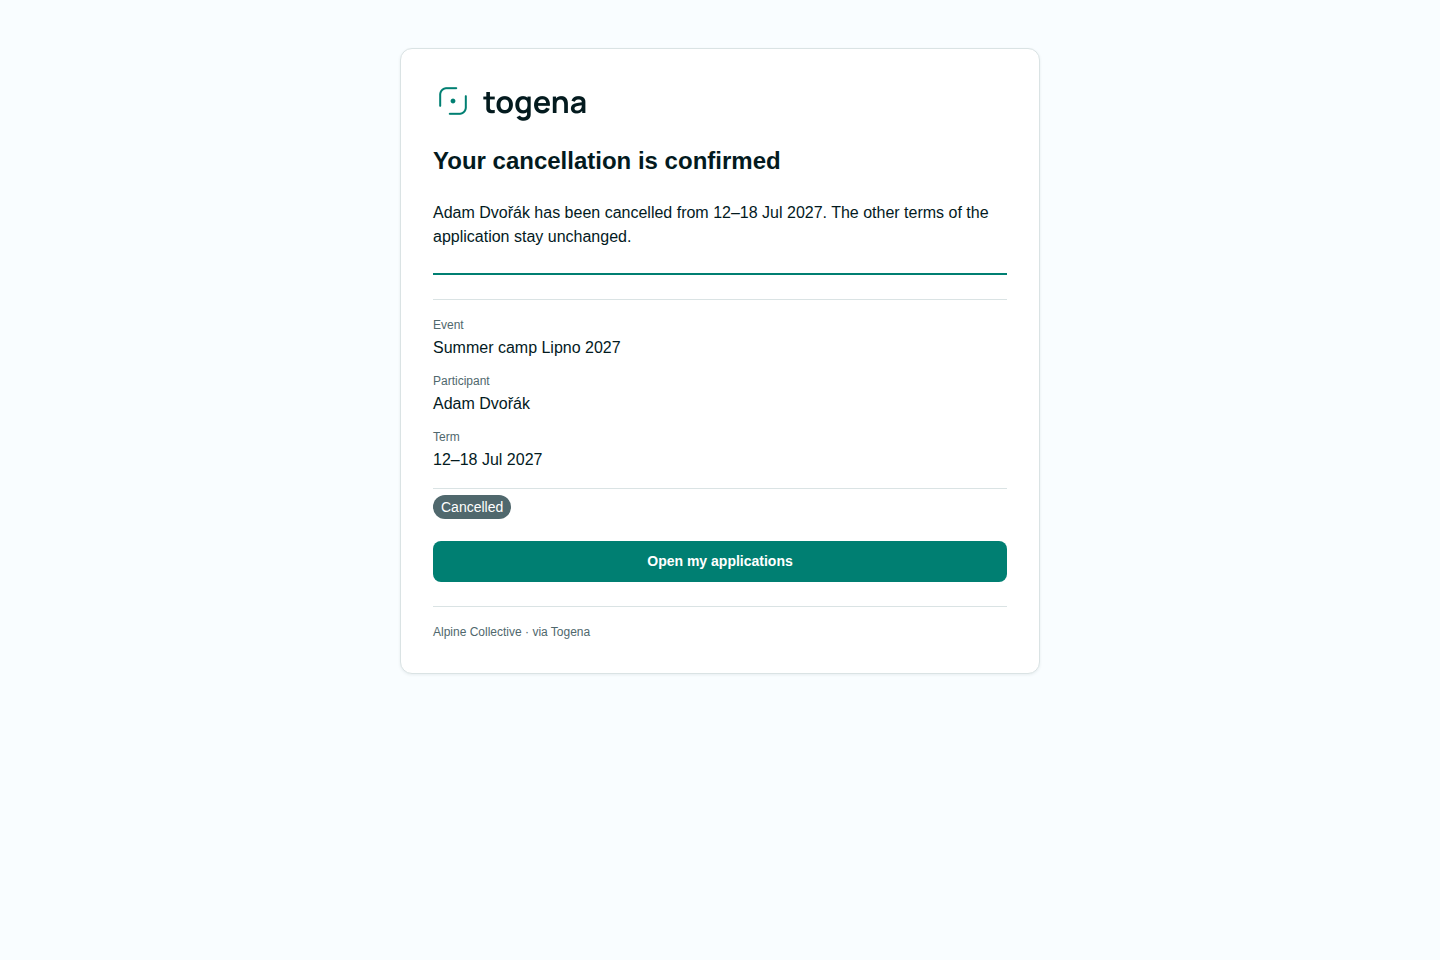 togena
Your cancellation is confirmed
Adam Dvořák has been cancelled from 12–18 Jul 2027. The other terms of the
application stay unchanged.
Event
Summer camp Lipno 2027
Participant
Adam Dvořák
Term
12–18 Jul 2027
Cancelled
Open my applications
Alpine Collective · via Togena